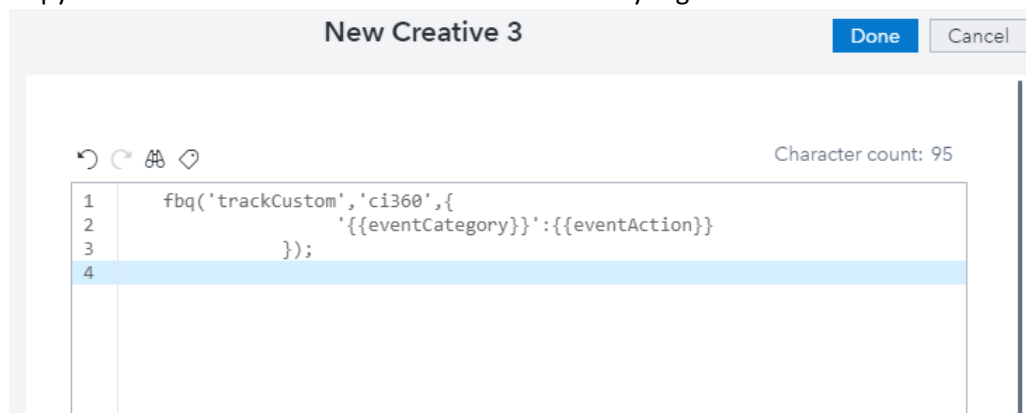 New Creative 3
Done
Cancel
Character count: 95
1 fbq('trackCustom','ci360',{
2 '{{eventCategory}}':{{eventAction}}
3 });
4